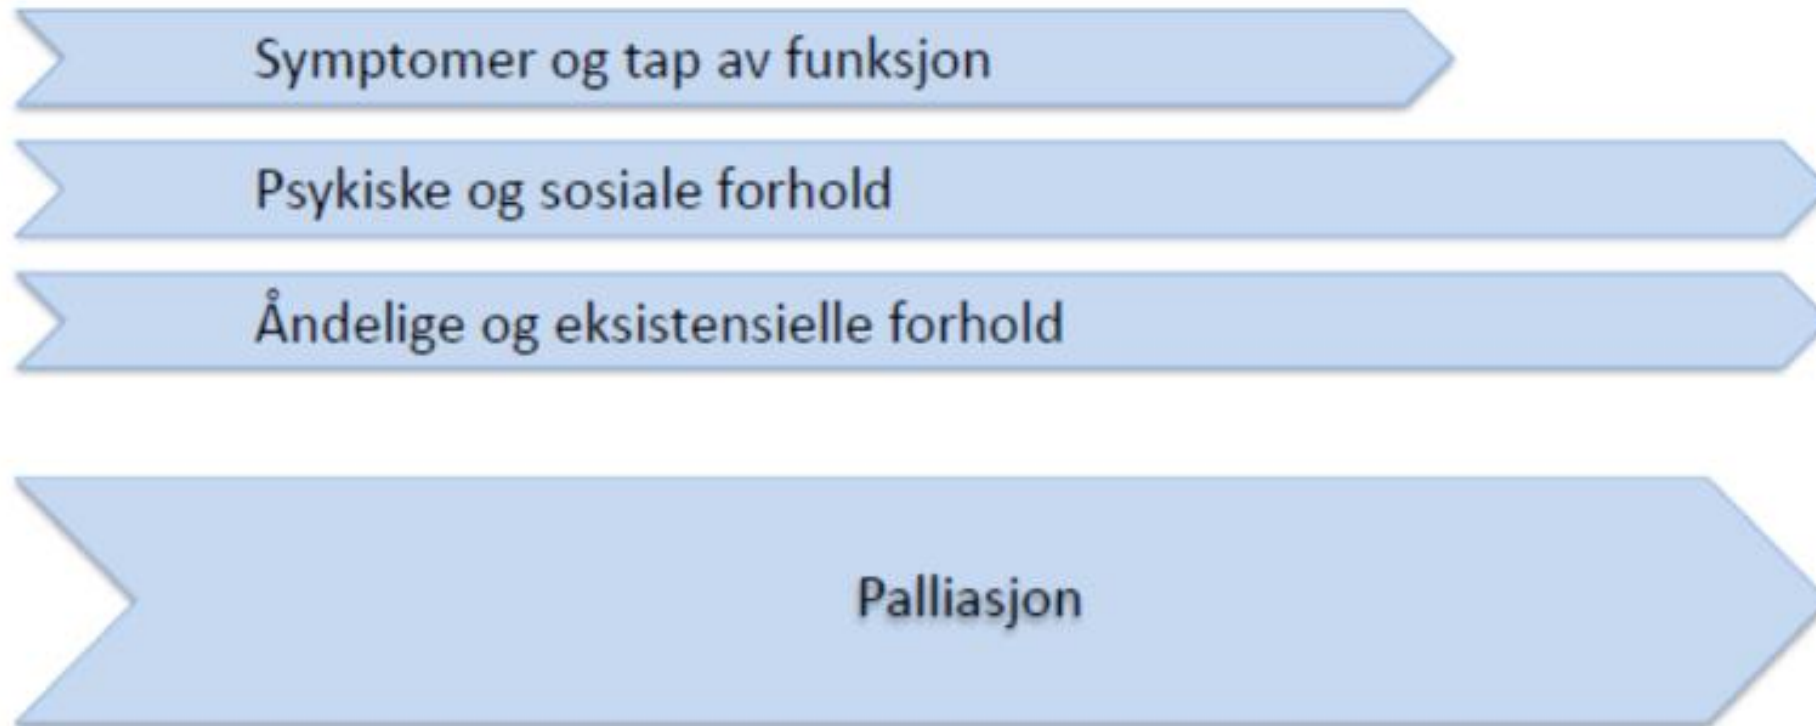 Symptomer og tap av funksjon
Psykiske og sosiale forhold
Åndelige og eksistensielle forhold
Palliasjon